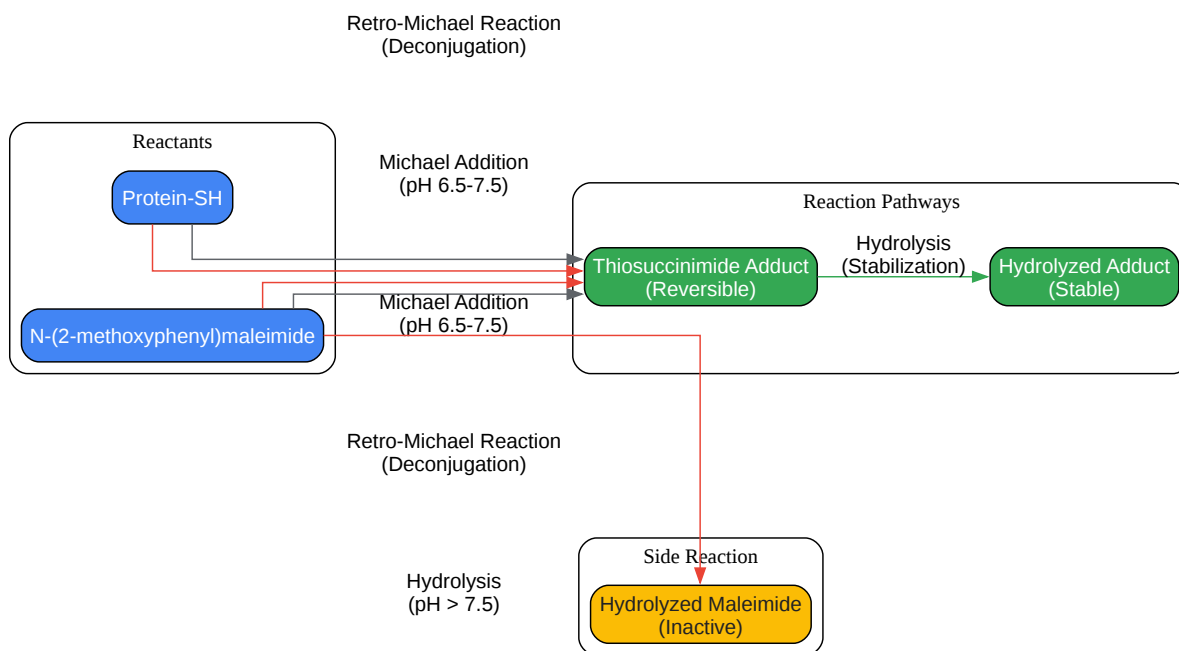 Retro-Michael Reaction
(Deconjugation)
Reactants
Protein-SH
Michael Addition
(pH 6.5-7.5)
Reaction Pathways
Thiosuccinimide Adduct
(Reversible)
Hydrolysis
(Stabilization)
Hydrolyzed Adduct
(Stable)
N-(2-methoxyphenyl)maleimide
Michael Addition
(pH 6.5-7.5)
Retro-Michael Reaction
(Deconjugation)
Side Reaction
Hydrolysis
(pH > 7.5)
Hydrolyzed Maleimide
(Inactive)